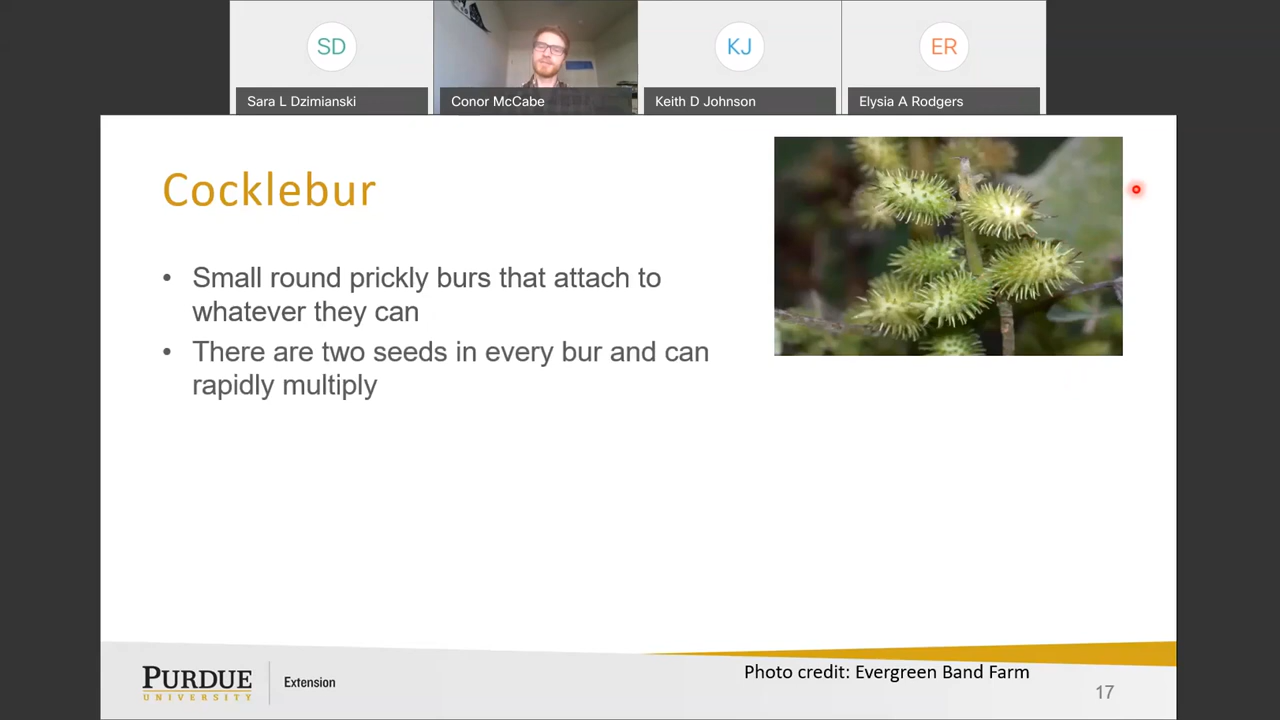 SD
KJ
ER
Sara L Dzimianski
Conor McCabe
Keith D Johnson
Elysia A Rodgers
Cocklebur
• Small round prickly burs that attach to
whatever they can
• There are two seeds in every bur and can
rapidly multiply
PURDUE
UNIVERSITY
Extension
Photo credit: Evergreen Band Farm
17